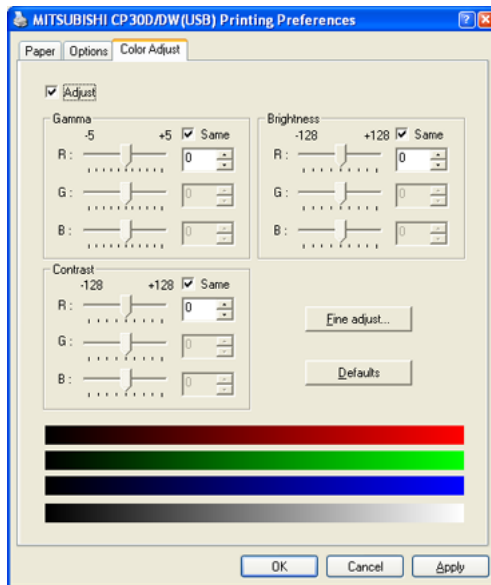 MITSUBISHI CP30D/DW(USB) Printing Preferences
Paper Options Color Adjust
Adjust
Gamma
-5 +5 Same
R : 0
G : 0
B : 0
Brightness
-128 +128 Same
R : 0
G : 0
B : 0
Contrast
-128 +128 Same
R : 0
G : 0
B : 0
Fine adjust...
Defaults
OK Cancel Apply